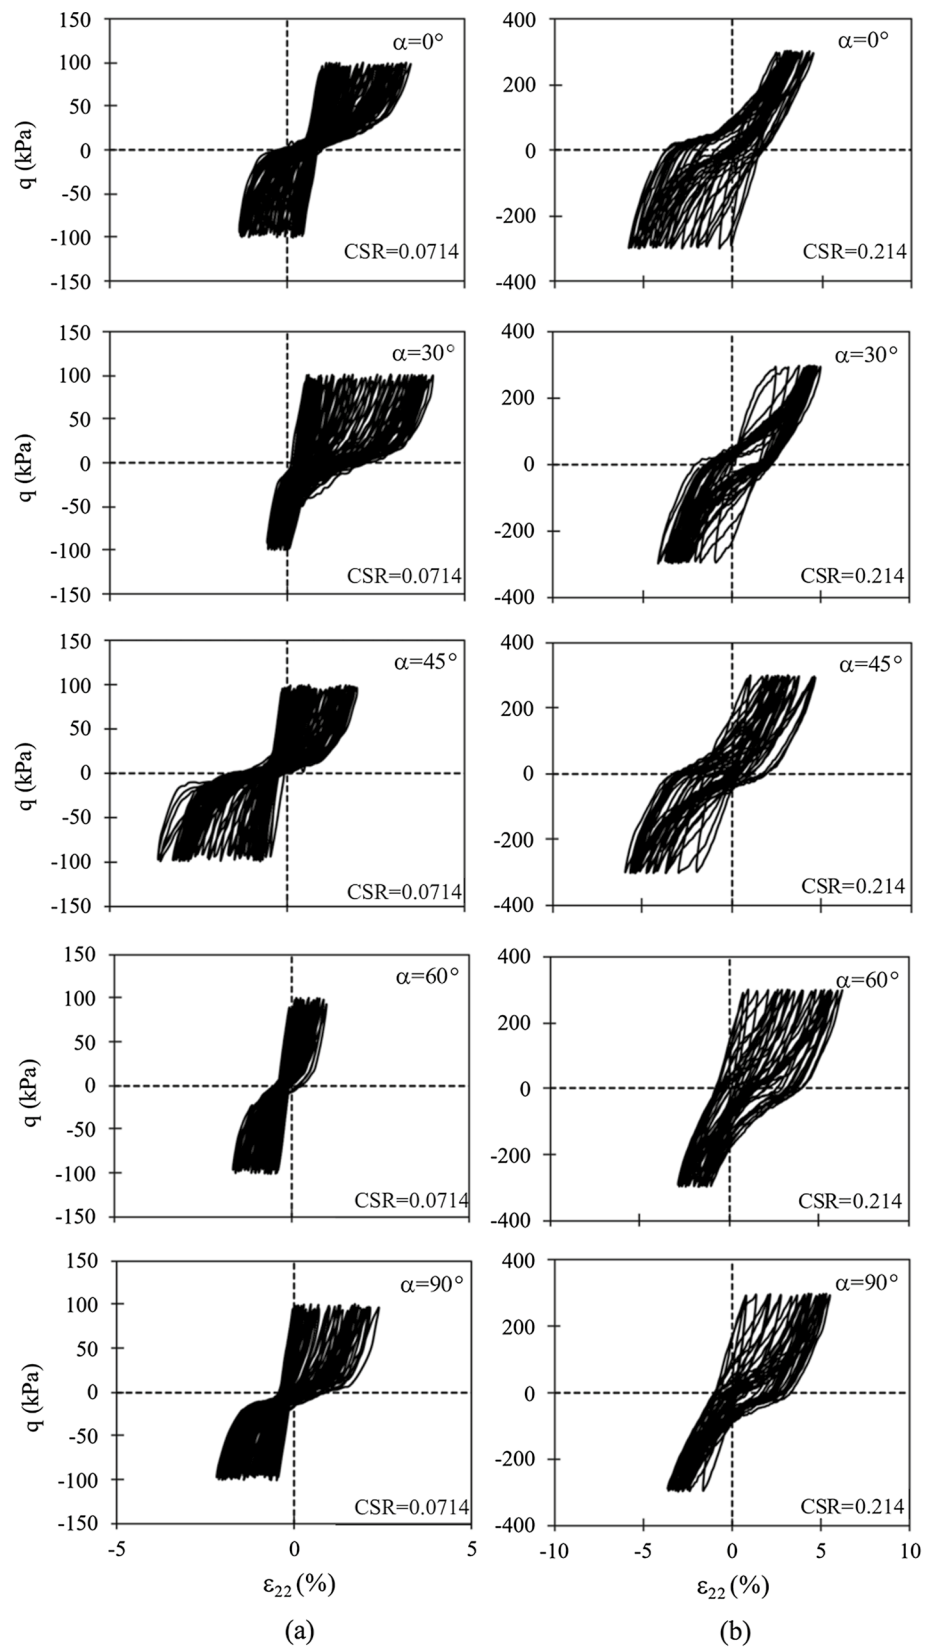 150
100
50
0
-50
-100
-150
q (kPa)
α=0°
CSR=0.0714
400
200
0
-200
-400
α=0°
CSR=0.214
150
100
50
0
-50
-100
-150
q (kPa)
α=30°
CSR=0.0714
400
200
0
-200
-400
α=30°
CSR=0.214
150
100
50
0
-50
-100
-150
q (kPa)
α=45°
CSR=0.0714
400
200
0
-200
-400
α=45°
CSR=0.214
150
100
50
0
-50
-100
-150
q (kPa)
α=60°
CSR=0.0714
400
200
0
-200
-400
α=60°
CSR=0.214
150
100
50
0
-50
-100
-150
q (kPa)
α=90°
CSR=0.0714
-5 0 5
ε22 (%)
(a)
400
200
0
-200
-400
α=90°
CSR=0.214
-10 -5 0 5 10
ε22 (%)
(b)